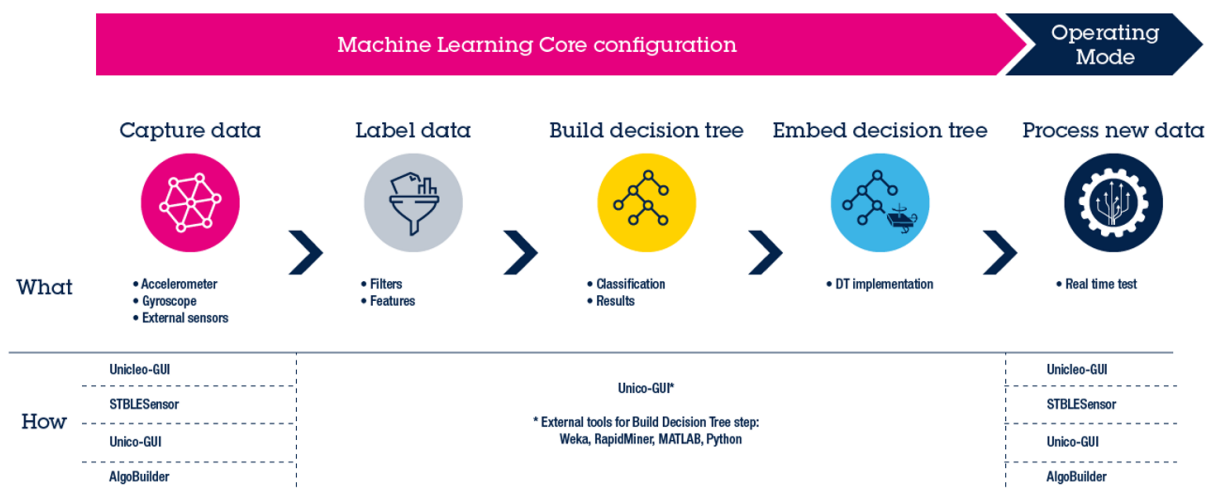 Machine Learning Core configuration
Operating
Mode
Capture data
Label data
Build decision tree
Embed decision tree
Process new data
What
• Accelerometer
• Gyroscope
• External sensors
• Filters
• Features
• Classification
• Results
• DT implementation
• Real time test
How
Unicleo-GUI
STBLESensor
Unico-GUI
AlgoBuilder
Unico-GUI*
* External tools for Build Decision Tree step:
Weka, RapidMiner, MATLAB, Python
Unicleo-GUI
STBLESensor
Unico-GUI
AlgoBuilder